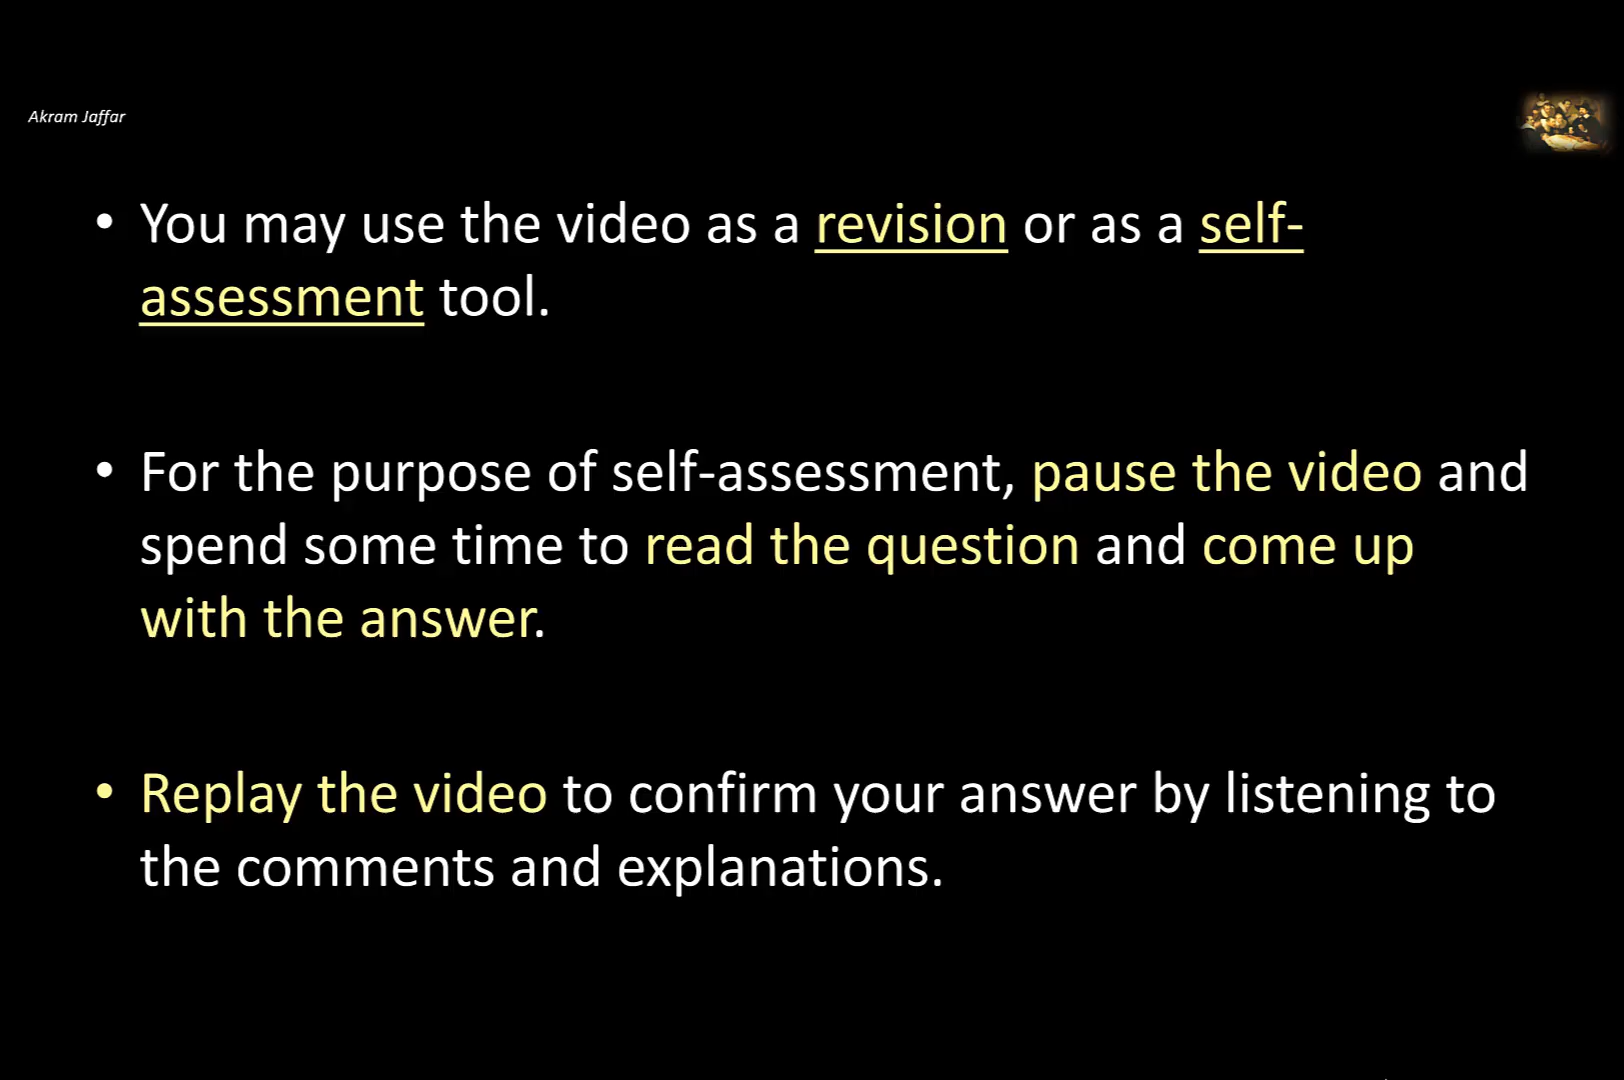 Akram Jaffar
• You may use the video as a revision or as a self-
assessment tool.
• For the purpose of self-assessment, pause the video and
spend some time to read the question and come up
with the answer.
• Replay the video to confirm your answer by listening to
the comments and explanations.